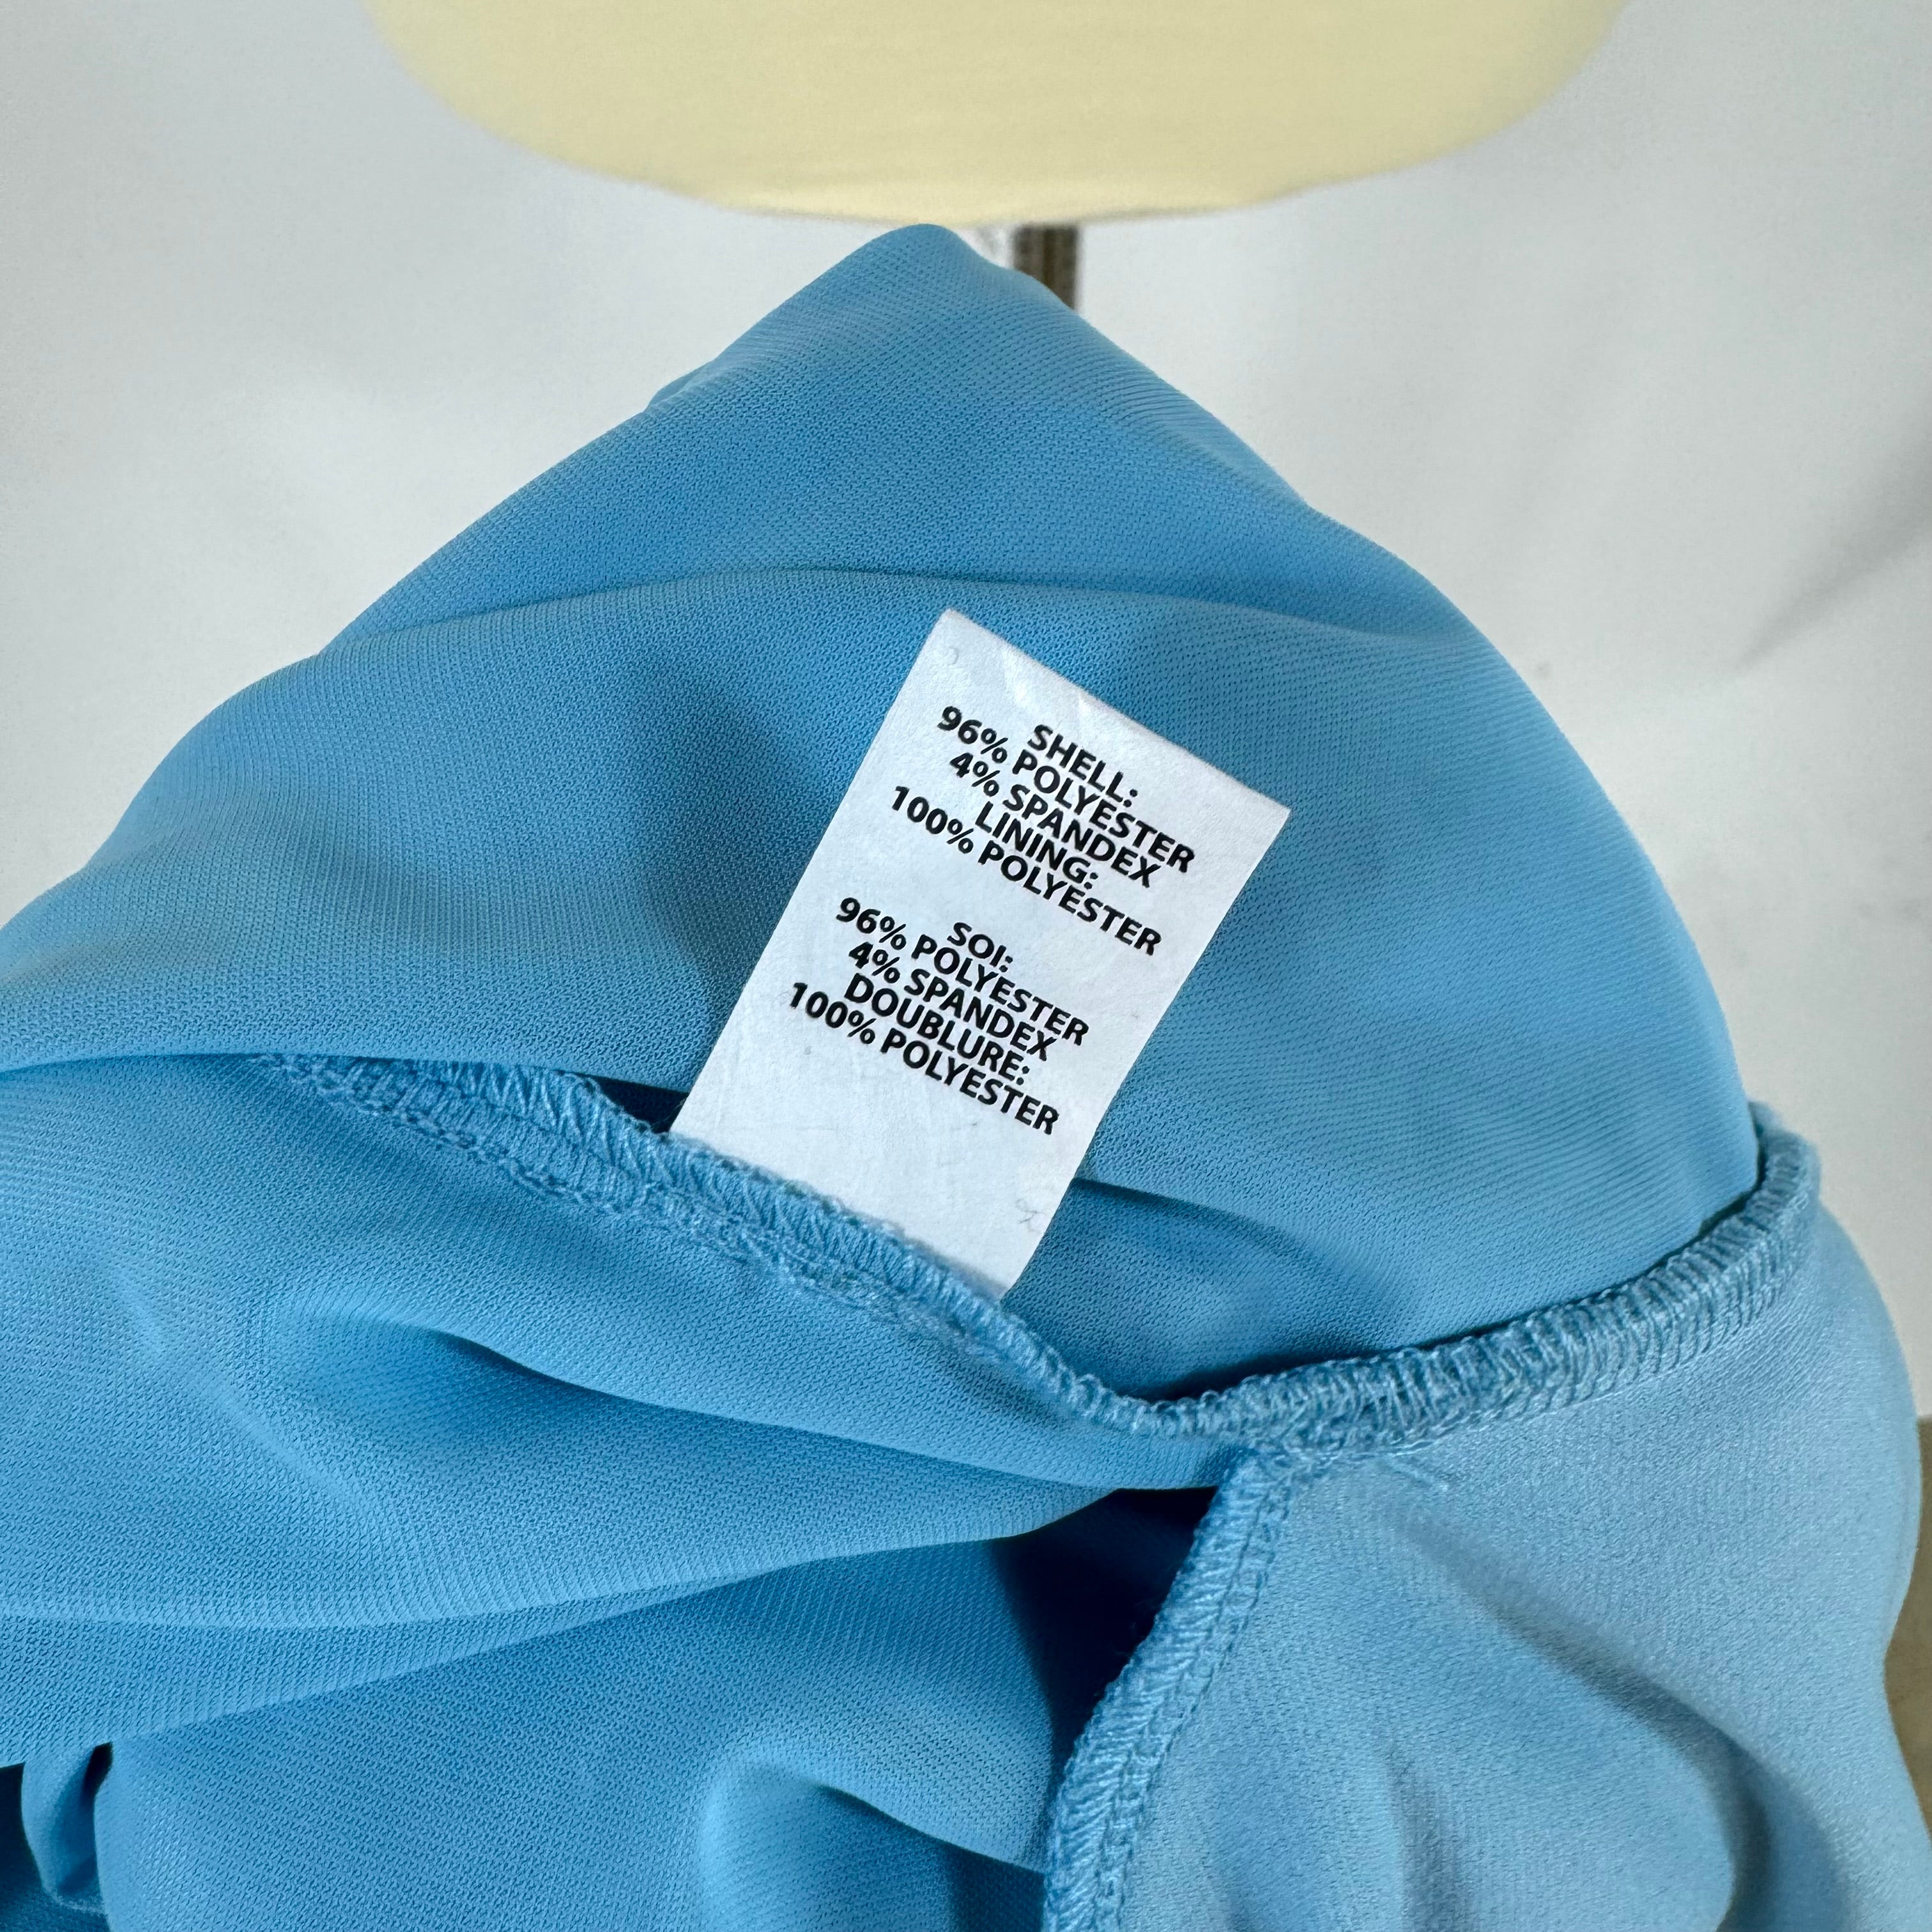 SHELL:
96% POLYESTER
4% SPANDEX
LINING:
100% POLYESTER
SOI:
96% POLYESTER
4% SPANDEX
DOUBLURE:
100% POLYESTER